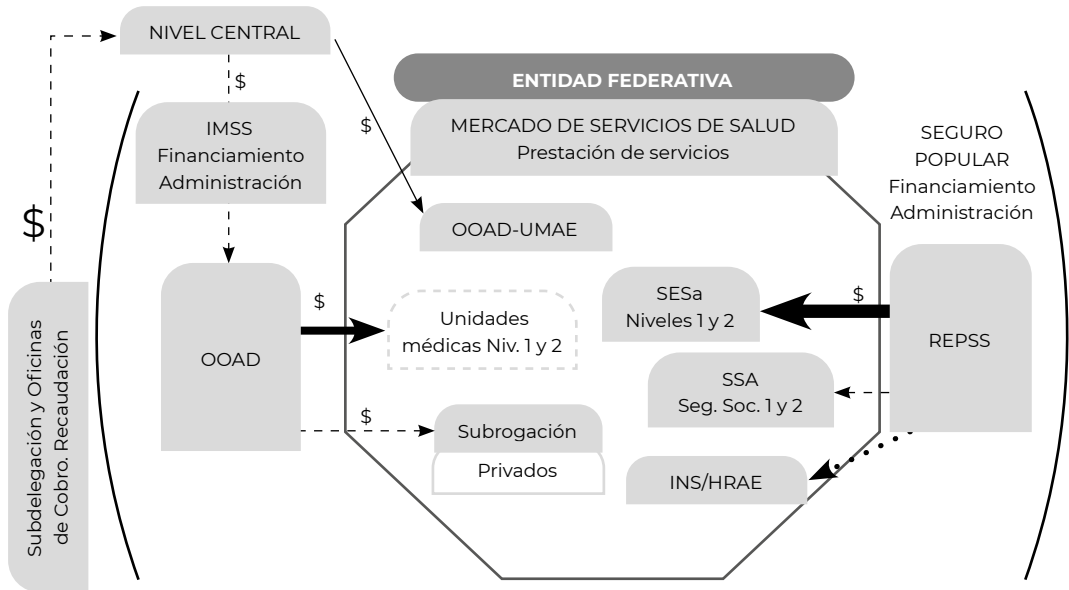 NIVEL CENTRAL
$
IMSS
Financiamiento
Administración
$
ENTIDAD FEDERATIVA
MERCADO DE SERVICIOS DE SALUD
Prestación de servicios
SEGURO
POPULAR
Financiamiento
Administración
$
OOAD-UMAE
Subdelegación y Oficinas
de Cobro. Recaudación
OOAD
$
Unidades
médicas Niv. 1 y 2
SESa
Niveles 1 y 2
$
REPSS
SSA
Seg. Soc. 1 y 2
$
Subrogación
Privados
INS/HRAE